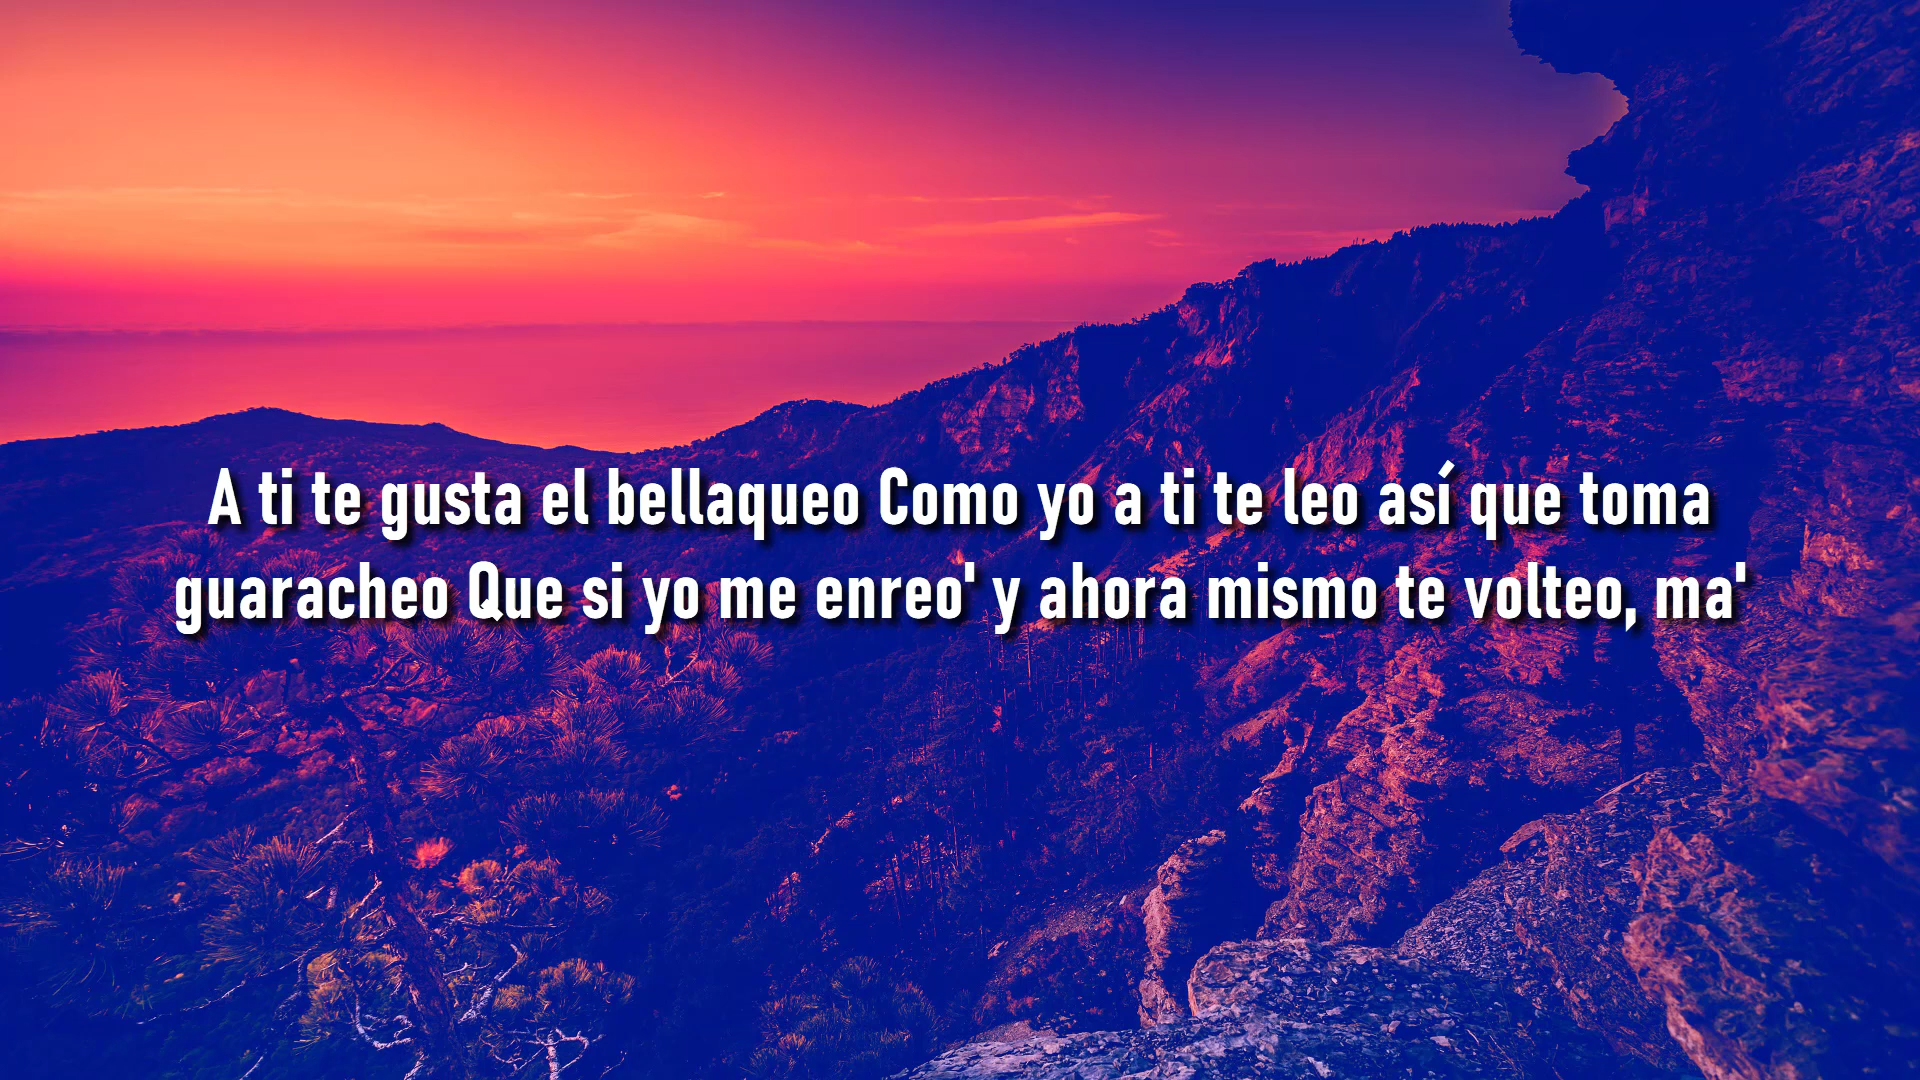 A ti te gusta el bellaqueo Como yo a ti te leo así que toma
guaracheo Que si yo me enreo' y ahora mismo te volteo, ma'